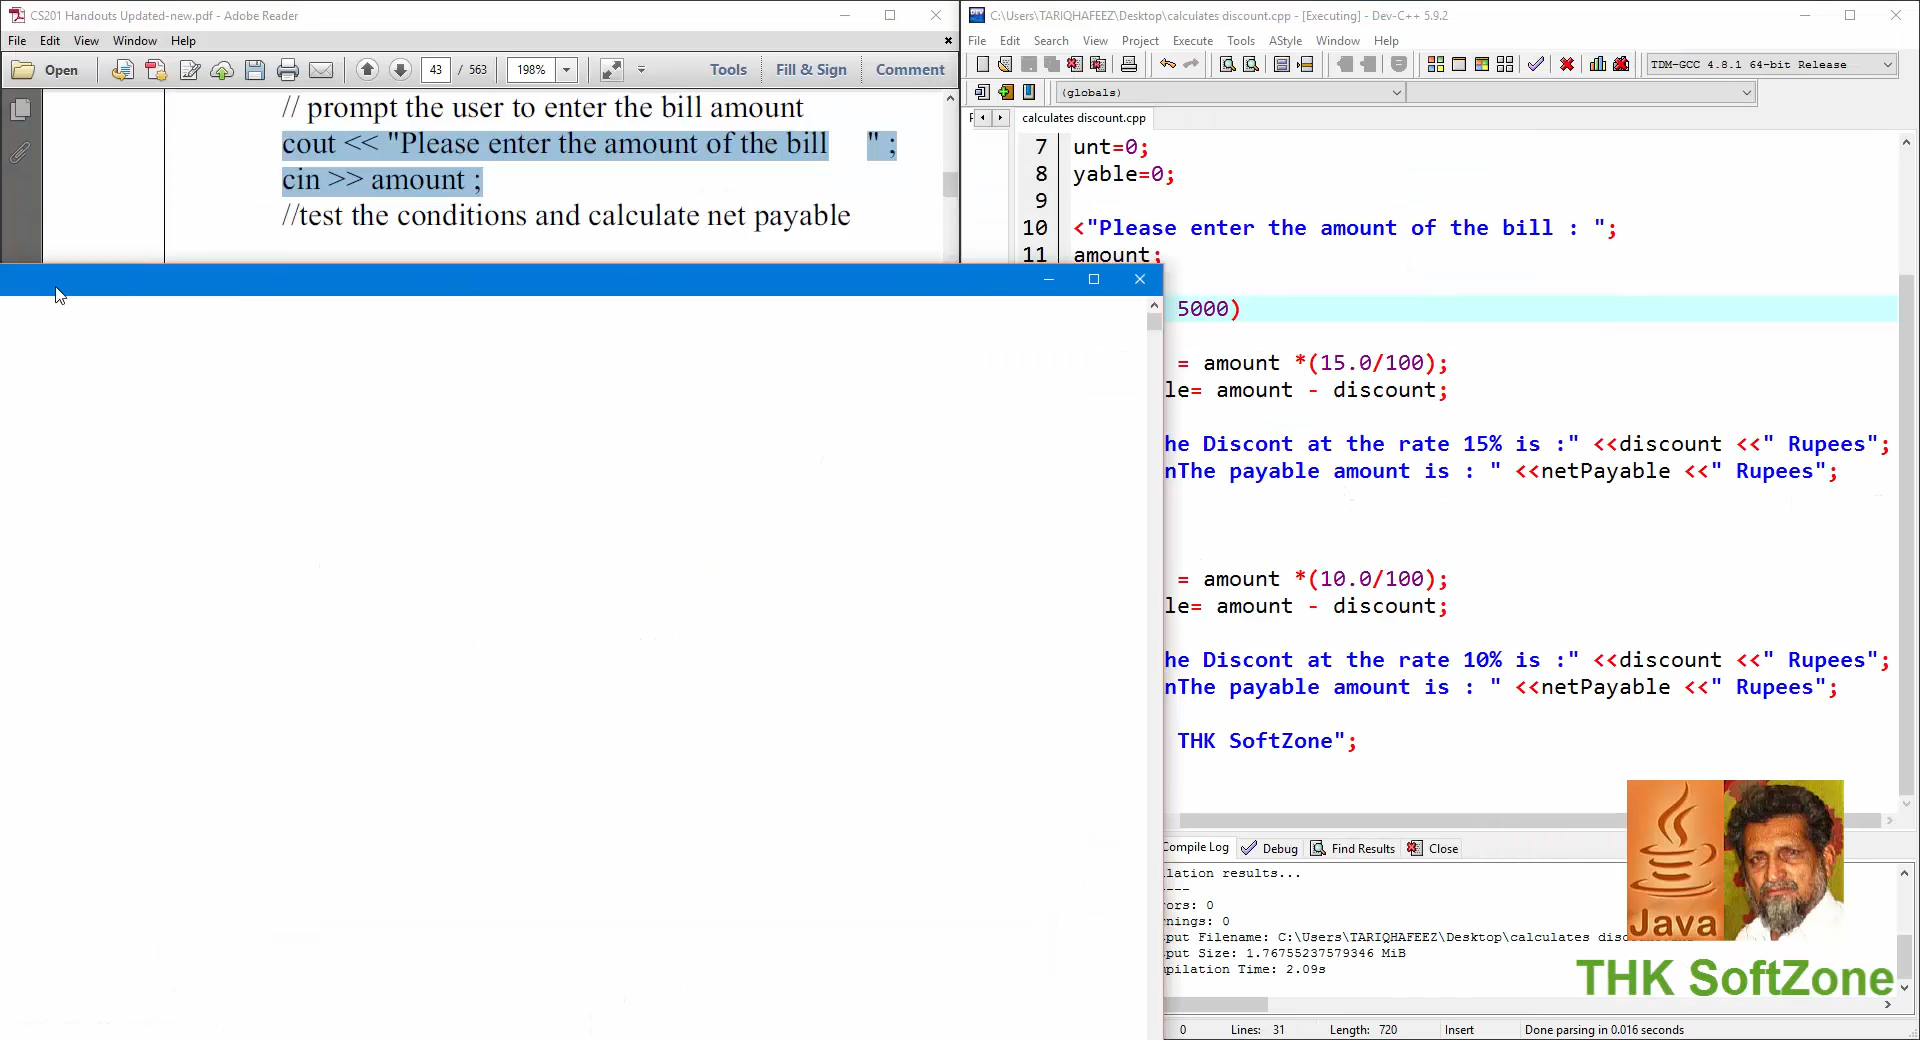 CS201 Handouts Updated-new.pdf - Adobe Reader
File Edit View Window Help
Open 43 / 563 198% Tools Fill & Sign Comment
// prompt the user to enter the bill amount
cout << "Please enter the amount of the bill " ;
cin >> amount ;
//test the conditions and calculate net payable
C:\Users\TARIQHAFEEZ\Desktop\calculates discount.cpp - [Executing] - Dev-C++ 5.9.2
File Edit Search View Project Execute Tools AStyle Window Help
TDM-GCC 4.8.1 64-bit Release
(globals)
calculates discount.cpp
7 unt=0;
8 yable=0;
9
10 <"Please enter the amount of the bill : ";
11 amount;
5000)
= amount *(15.0/100);
le= amount - discount;
he Discont at the rate 15% is :" <<discount <<" Rupees";
nThe payable amount is : " <<netPayable <<" Rupees";
= amount *(10.0/100);
le= amount - discount;
he Discont at the rate 10% is :" <<discount <<" Rupees";
nThe payable amount is : " <<netPayable <<" Rupees";
THK SoftZone";
Compile Log Debug Find Results Close
lation results...
----
rors: 0
rnings: 0
put Filename: C:\Users\TARIQHAFEEZ\Desktop\calculates
put Size: 1.76755237579346 MiB
pilation Time: 2.09s
Java
THK SoftZone
0 Lines: 31 Length: 720 Insert Done parsing in 0.016 seconds